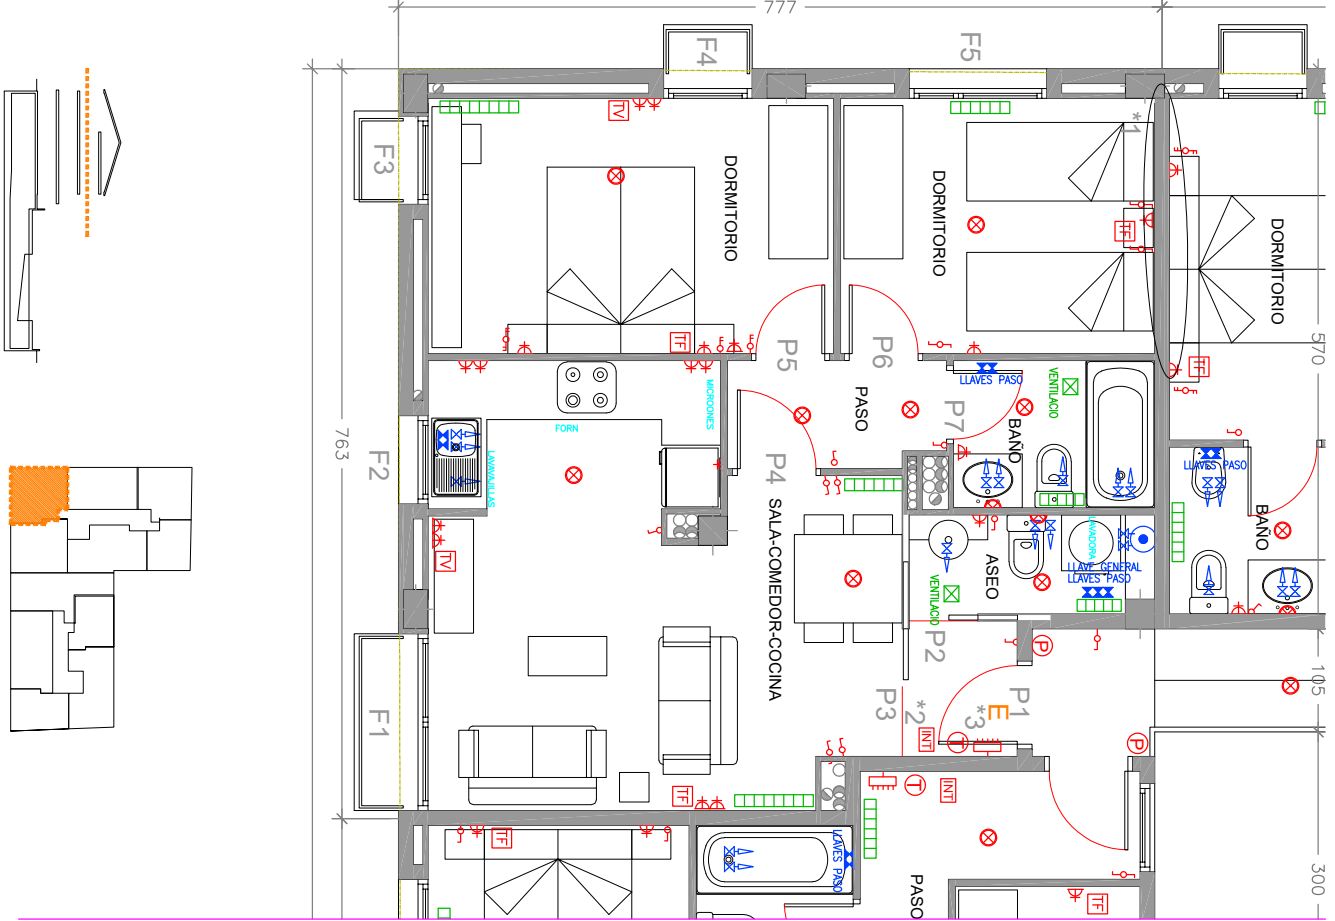 777
F4
F5
TV
*1
F3
DORMITORIO
DORMITORIO
TF
DORMITORIO
570
TF
TF
P5
P6
LLAVES PASO
VENTILACIO
MICROONES
PASO
P7
BAÑO
FORN
763
F2
LAVAVAJILLAS
P4
LLAVES PASO
BAÑO
SALA-COMEDOR-COCINA
TV
ASEO
LAVADORA
LLAVE GENERAL
LLAVES PASO
VENTILACIO
P2
P
105
P1
E
*3
*2
P3
F1
INT
T
P
T
INT
TF
TF
LLAVES PASO
PASO
300
TF